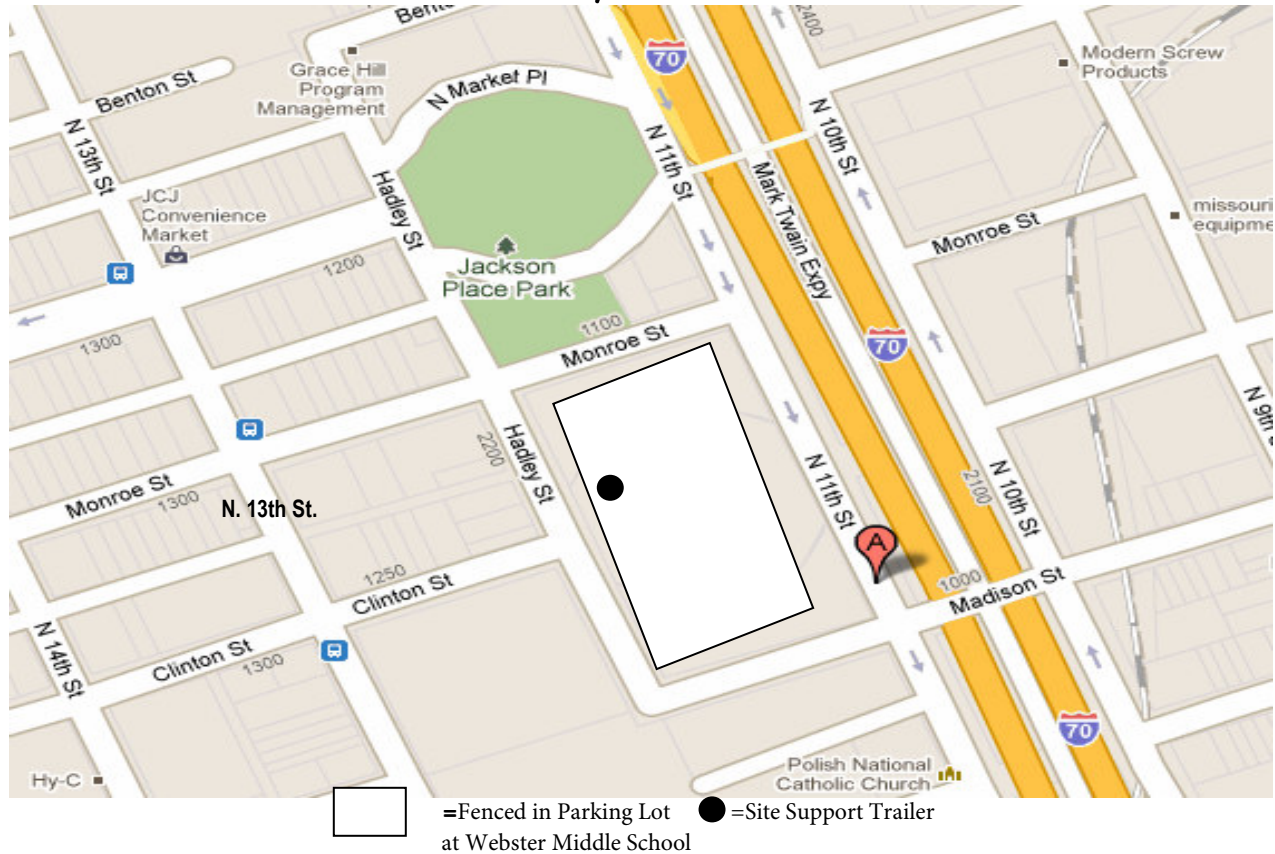 Benton St
Grace Hill
Program
Management
N Market Pl
70
2400
Modern Screw
Products
N 13th St
N 11th St
N 10th St
Mark Twain Expy
JCJ
Convenience
Market
Hadley St
missouri
equipme
Monroe St
1200
Jackson
Place Park
1300
1100
Monroe St
70
N 9th
Hadley St
2200
Monroe St
1300
N. 13th St.
N 11th St
2100
N 10th St
A
1250
Clinton St
1000
Madison St
N 14th St
Clinton St
1300
70
Hy-C
Polish National
Catholic Church
=Fenced in Parking Lot
at Webster Middle School
=Site Support Trailer